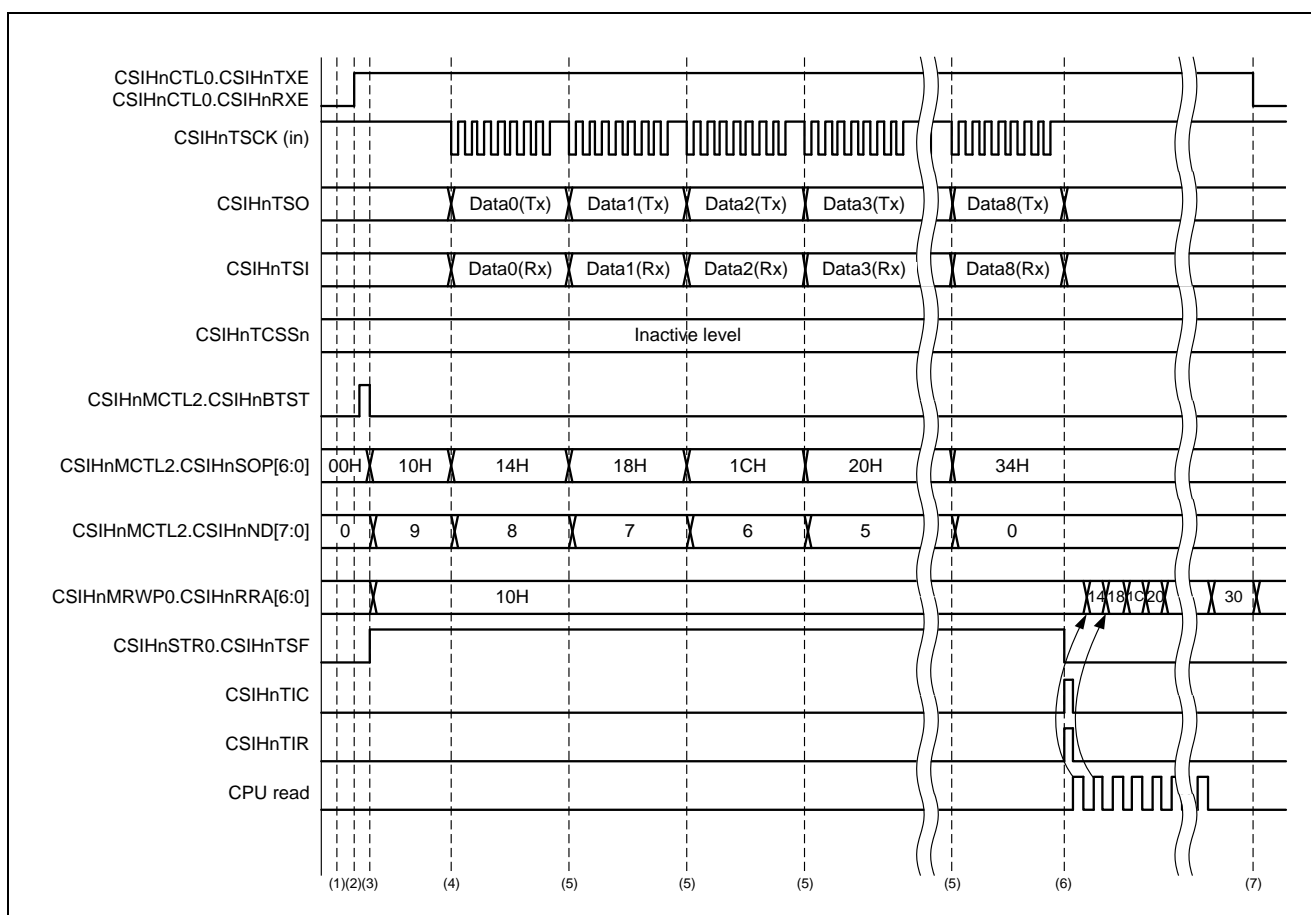 CSIHnCTL0.CSIHnTXE
CSIHnCTL0.CSIHnRXE
CSIHnTSCK (in)
CSIHnTSO Data0(Tx) Data1(Tx) Data2(Tx) Data3(Tx) Data8(Tx)
CSIHnTSI Data0(Rx) Data1(Rx) Data2(Rx) Data3(Rx) Data8(Rx)
CSIHnTCSSn Inactive level
CSIHnMCTL2.CSIHnBTST
CSIHnMCTL2.CSIHnSOP[6:0] 00H 10H 14H 18H 1CH 20H 34H
CSIHnMCTL2.CSIHnND[7:0] 0 9 8 7 6 5 0
CSIHnMRWP0.CSIHnRRA[6:0] 10H 14 18 1C 20 30
CSIHnSTR0.CSIHnTSF
CSIHnTIC
CSIHnTIR
CPU read
(1) (2) (3) (4) (5) (5) (5) (5) (6) (7)